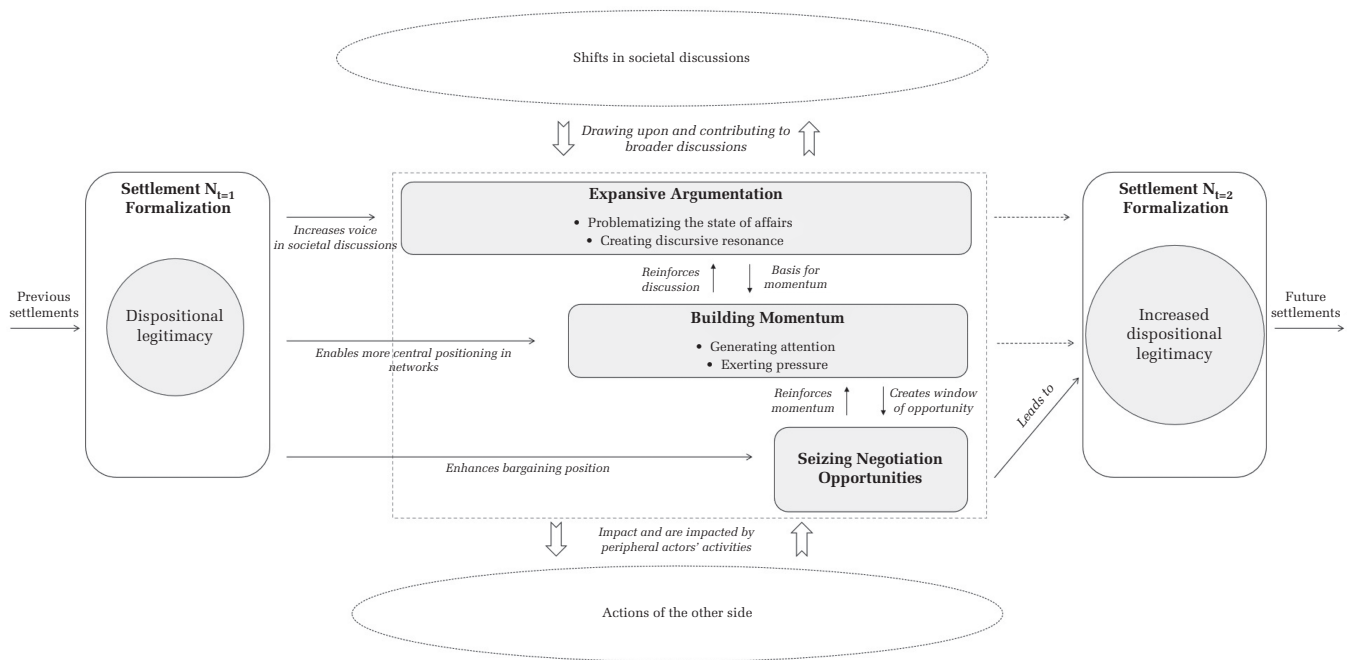 Shifts in societal discussions
Drawing upon and contributing to
broader discussions
Settlement N t=1
Formalization
Dispositional
legitimacy
Previous
settlements
Increases voice
in societal discussions
Enables more central positioning in
networks
Enhances bargaining position
Expansive Argumentation
• Problematizing the state of affairs
• Creating discursive resonance
Reinforces
discussion
Basis for
momentum
Building Momentum
• Generating attention
• Exerting pressure
Reinforces
momentum
Creates window
of opportunity
Seizing Negotiation
Opportunities
Leads to
Settlement N t=2
Formalization
Increased
dispositional
legitimacy
Future
settlements
Impact and are impacted by
peripheral actors’ activities
Actions of the other side